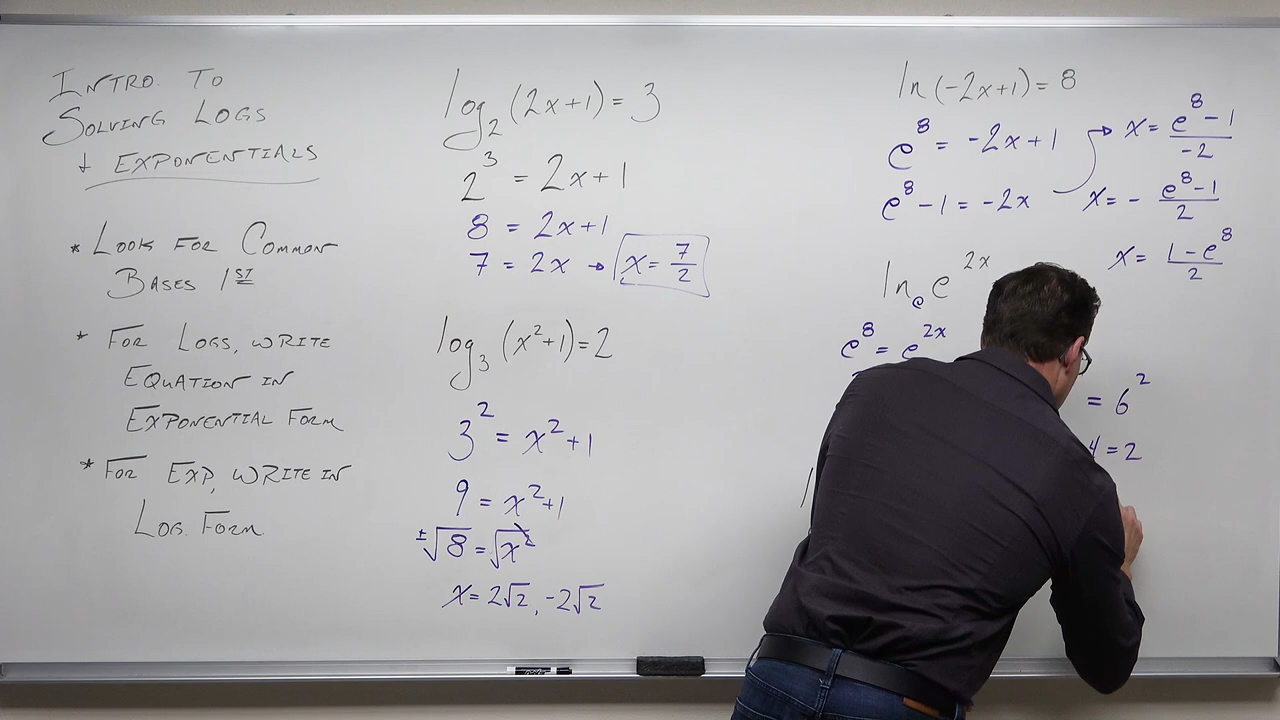 INTRO. TO
SOLVING LOGS
+ EXPONENTIALS
* LOOK FOR COMMON
BASES 1ST
* FOR LOGS, WRITE
EQUATION IN
EXPONENTIAL FORM
* FOR EXP, WRITE IN
LOG. FORM
log₂(2x+1)=3
2³ = 2x+1
8 = 2x+1
7 = 2x → x = 7/2
log₃(x²+1)=2
3² = x²+1
9 = x²+1
±√8 = √x²
x = 2√2, -2√2
ln(-2x+1)=8
e⁸ = -2x+1 → x = (e⁸-1)/-2
e⁸-1 = -2x x = - (e⁸-1)/2
x = (1-e⁸)/2
lnₑ e²ˣ
e⁸ = e²ˣ
= 6²
4 = 2